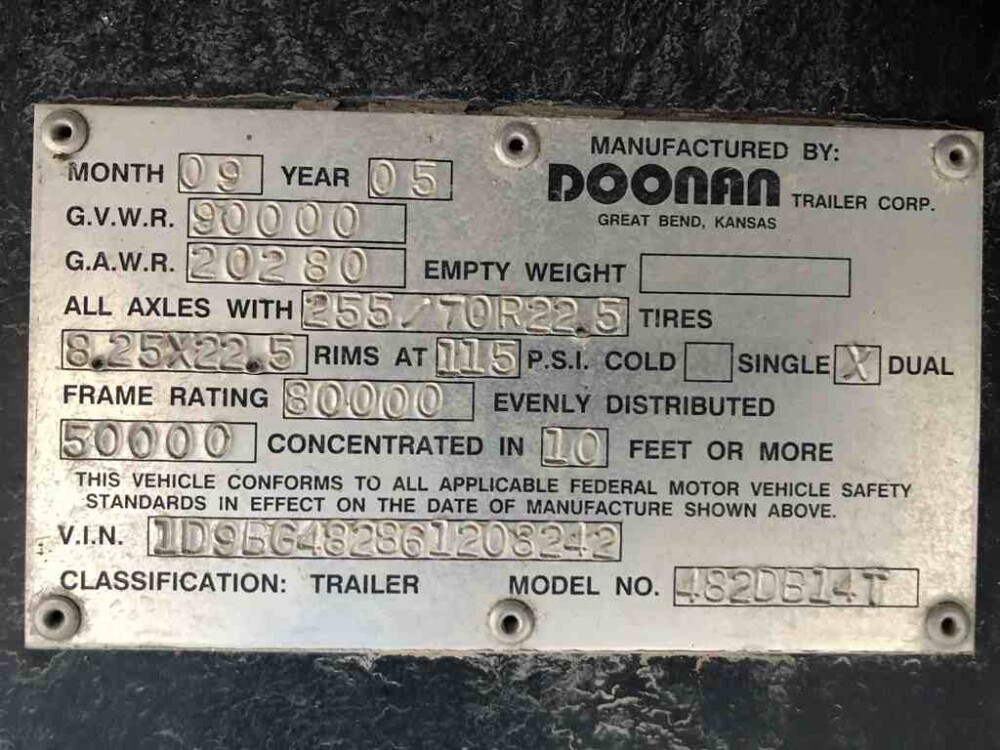 MANUFACTURED BY:
MONTH 09 YEAR 05 DOONAN TRAILER CORP.
G.V.W.R. 90000 GREAT BEND, KANSAS
G.A.W.R. 20280 EMPTY WEIGHT
ALL AXLES WITH 255/70R22.5 TIRES
8.25X22.5 RIMS AT 115 P.S.I. COLD SINGLE X DUAL
FRAME RATING 80000 EVENLY DISTRIBUTED
50000 CONCENTRATED IN 10 FEET OR MORE
THIS VEHICLE CONFORMS TO ALL APPLICABLE FEDERAL MOTOR VEHICLE SAFETY
STANDARDS IN EFFECT ON THE DATE OF MANUFACTURE SHOWN ABOVE.
V.I.N. 1D9BG482861208242
CLASSIFICATION: TRAILER MODEL NO. 482DB14T